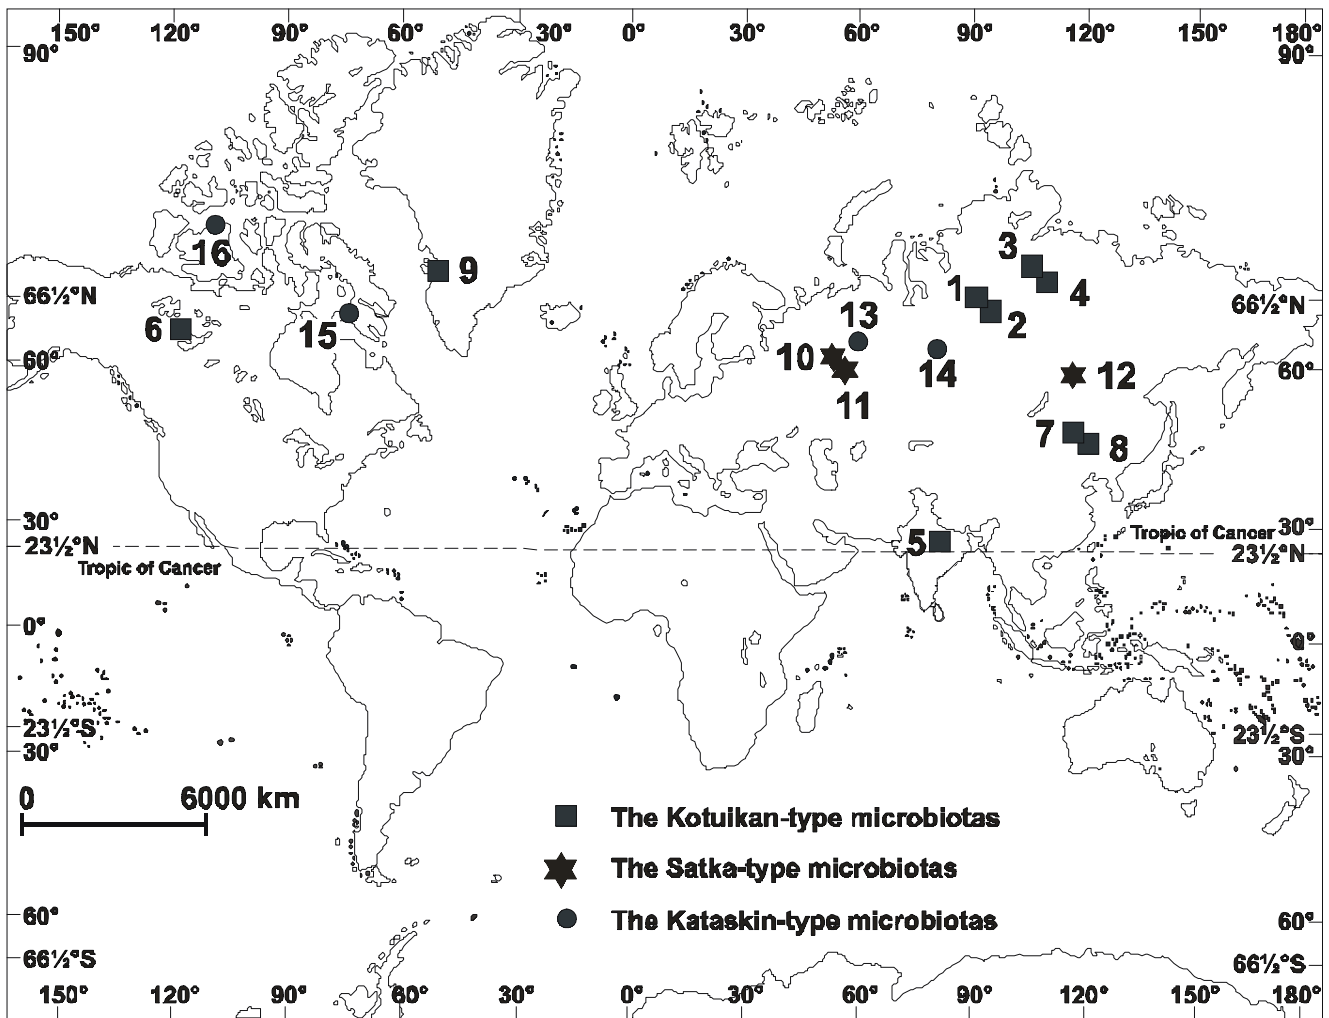 150° 120° 90° 60° 30° 0° 30° 60° 90° 120° 150° 180°
90° 90°
16
3
9
1 4
66½°N 66½°N
6 15 13 2
10 14 12
60° 60°
11
7 8
30° 30°
Tropic of Cancer
5
23½°N 23½°N
Tropic of Cancer
0° 0°
23½°S 23½°S
30° 30°
0 6000 km
The Kotuikan-type microbiotas
The Satka-type microbiotas
The Kataskin-type microbiotas
60° 60°
66½°S 66½°S
150° 120° 90° 60° 30° 0° 30° 60° 90° 120° 150° 180°